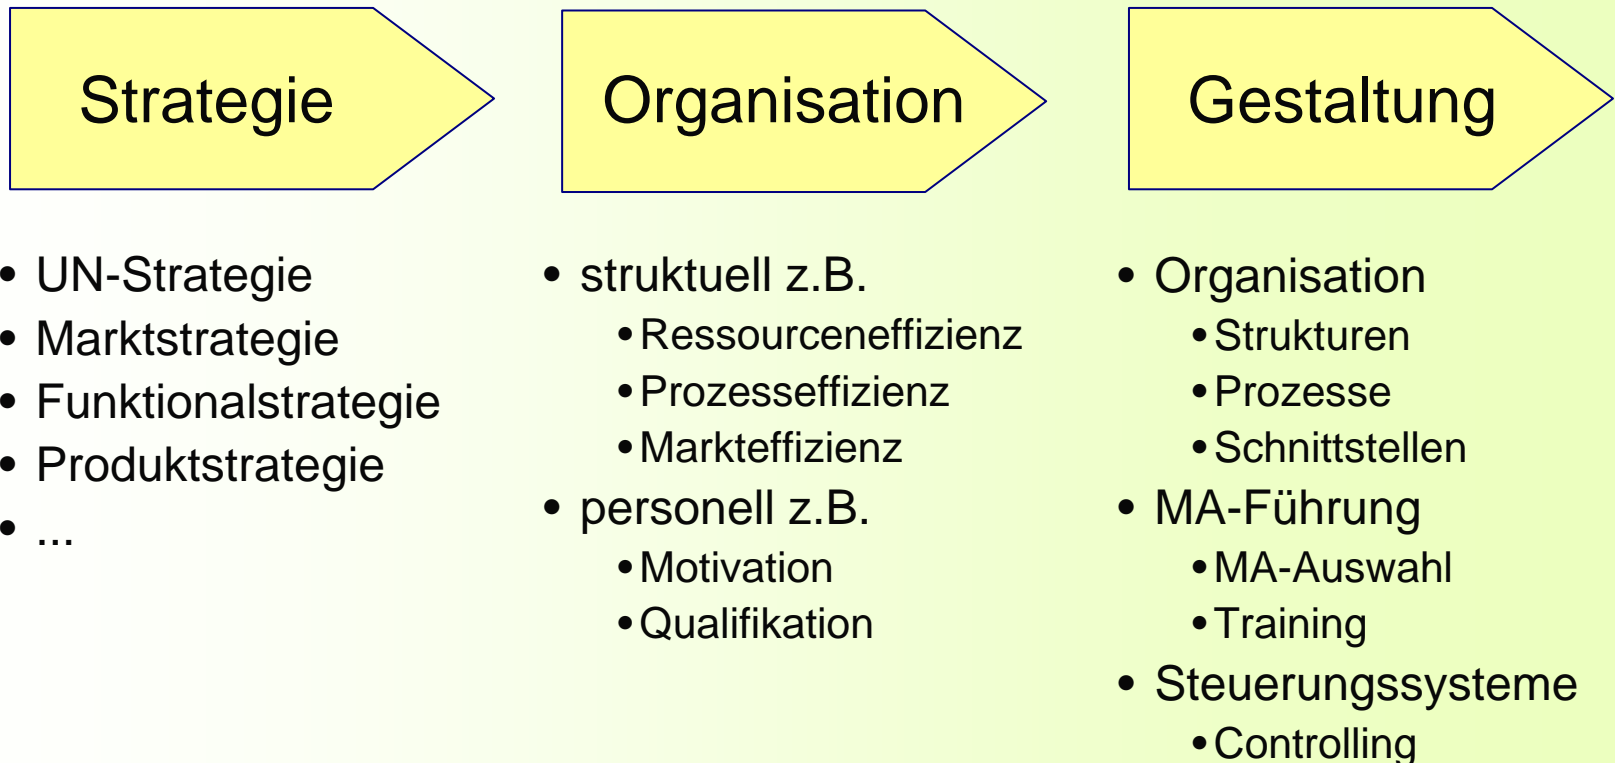 Strategie
• UN-Strategie
• Marktstrategie
• Funktionalstrategie
• Produktstrategie
• ...
Organisation
• struktuell z.B.
• Ressourceneffizienz
• Prozesseffizienz
• Markteffizienz
• personell z.B.
• Motivation
• Qualifikation
Gestaltung
• Organisation
• Strukturen
• Prozesse
• Schnittstellen
• MA-Führung
• MA-Auswahl
• Training
• Steuerungssysteme
• Controlling